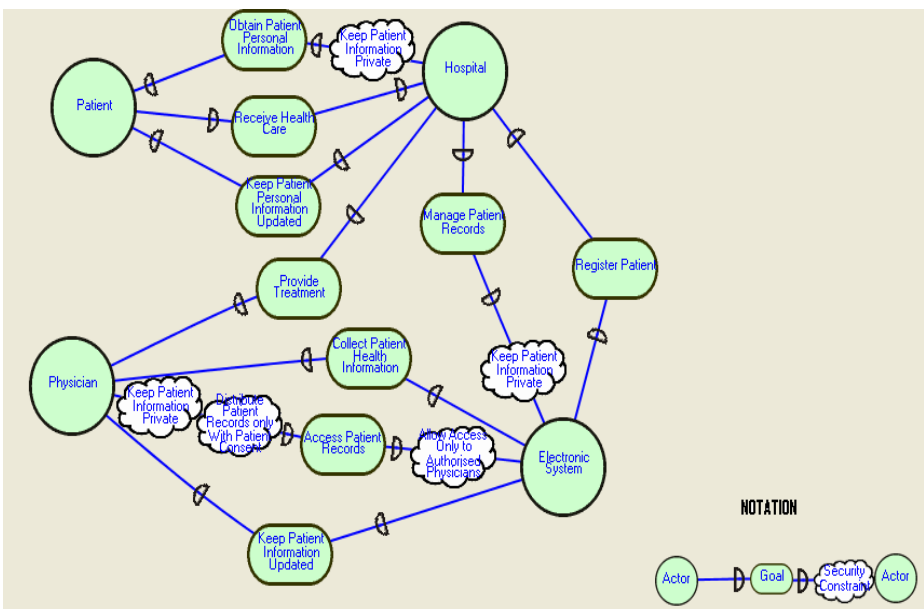 Obtain Patient
Personal
Information
Keep Patient
Information
Private
Hospital
Patient
Receive Health
Care
Keep Patient
Personal
Information
Updated
Manage Patient
Records
Register Patient
Provide
Treatment
Collect Patient
Health
Information
Keep Patient
Information
Private
Physician
Keep Patient
Information
Private
Distribute
Patient
Records only
With Patient
Consent
Access Patient
Records
Allow Access
Only to
Authorised
Physicians
Electronic
System
Keep Patient
Information
Updated
NOTATION
Actor
Goal
Security
Constraint
Actor